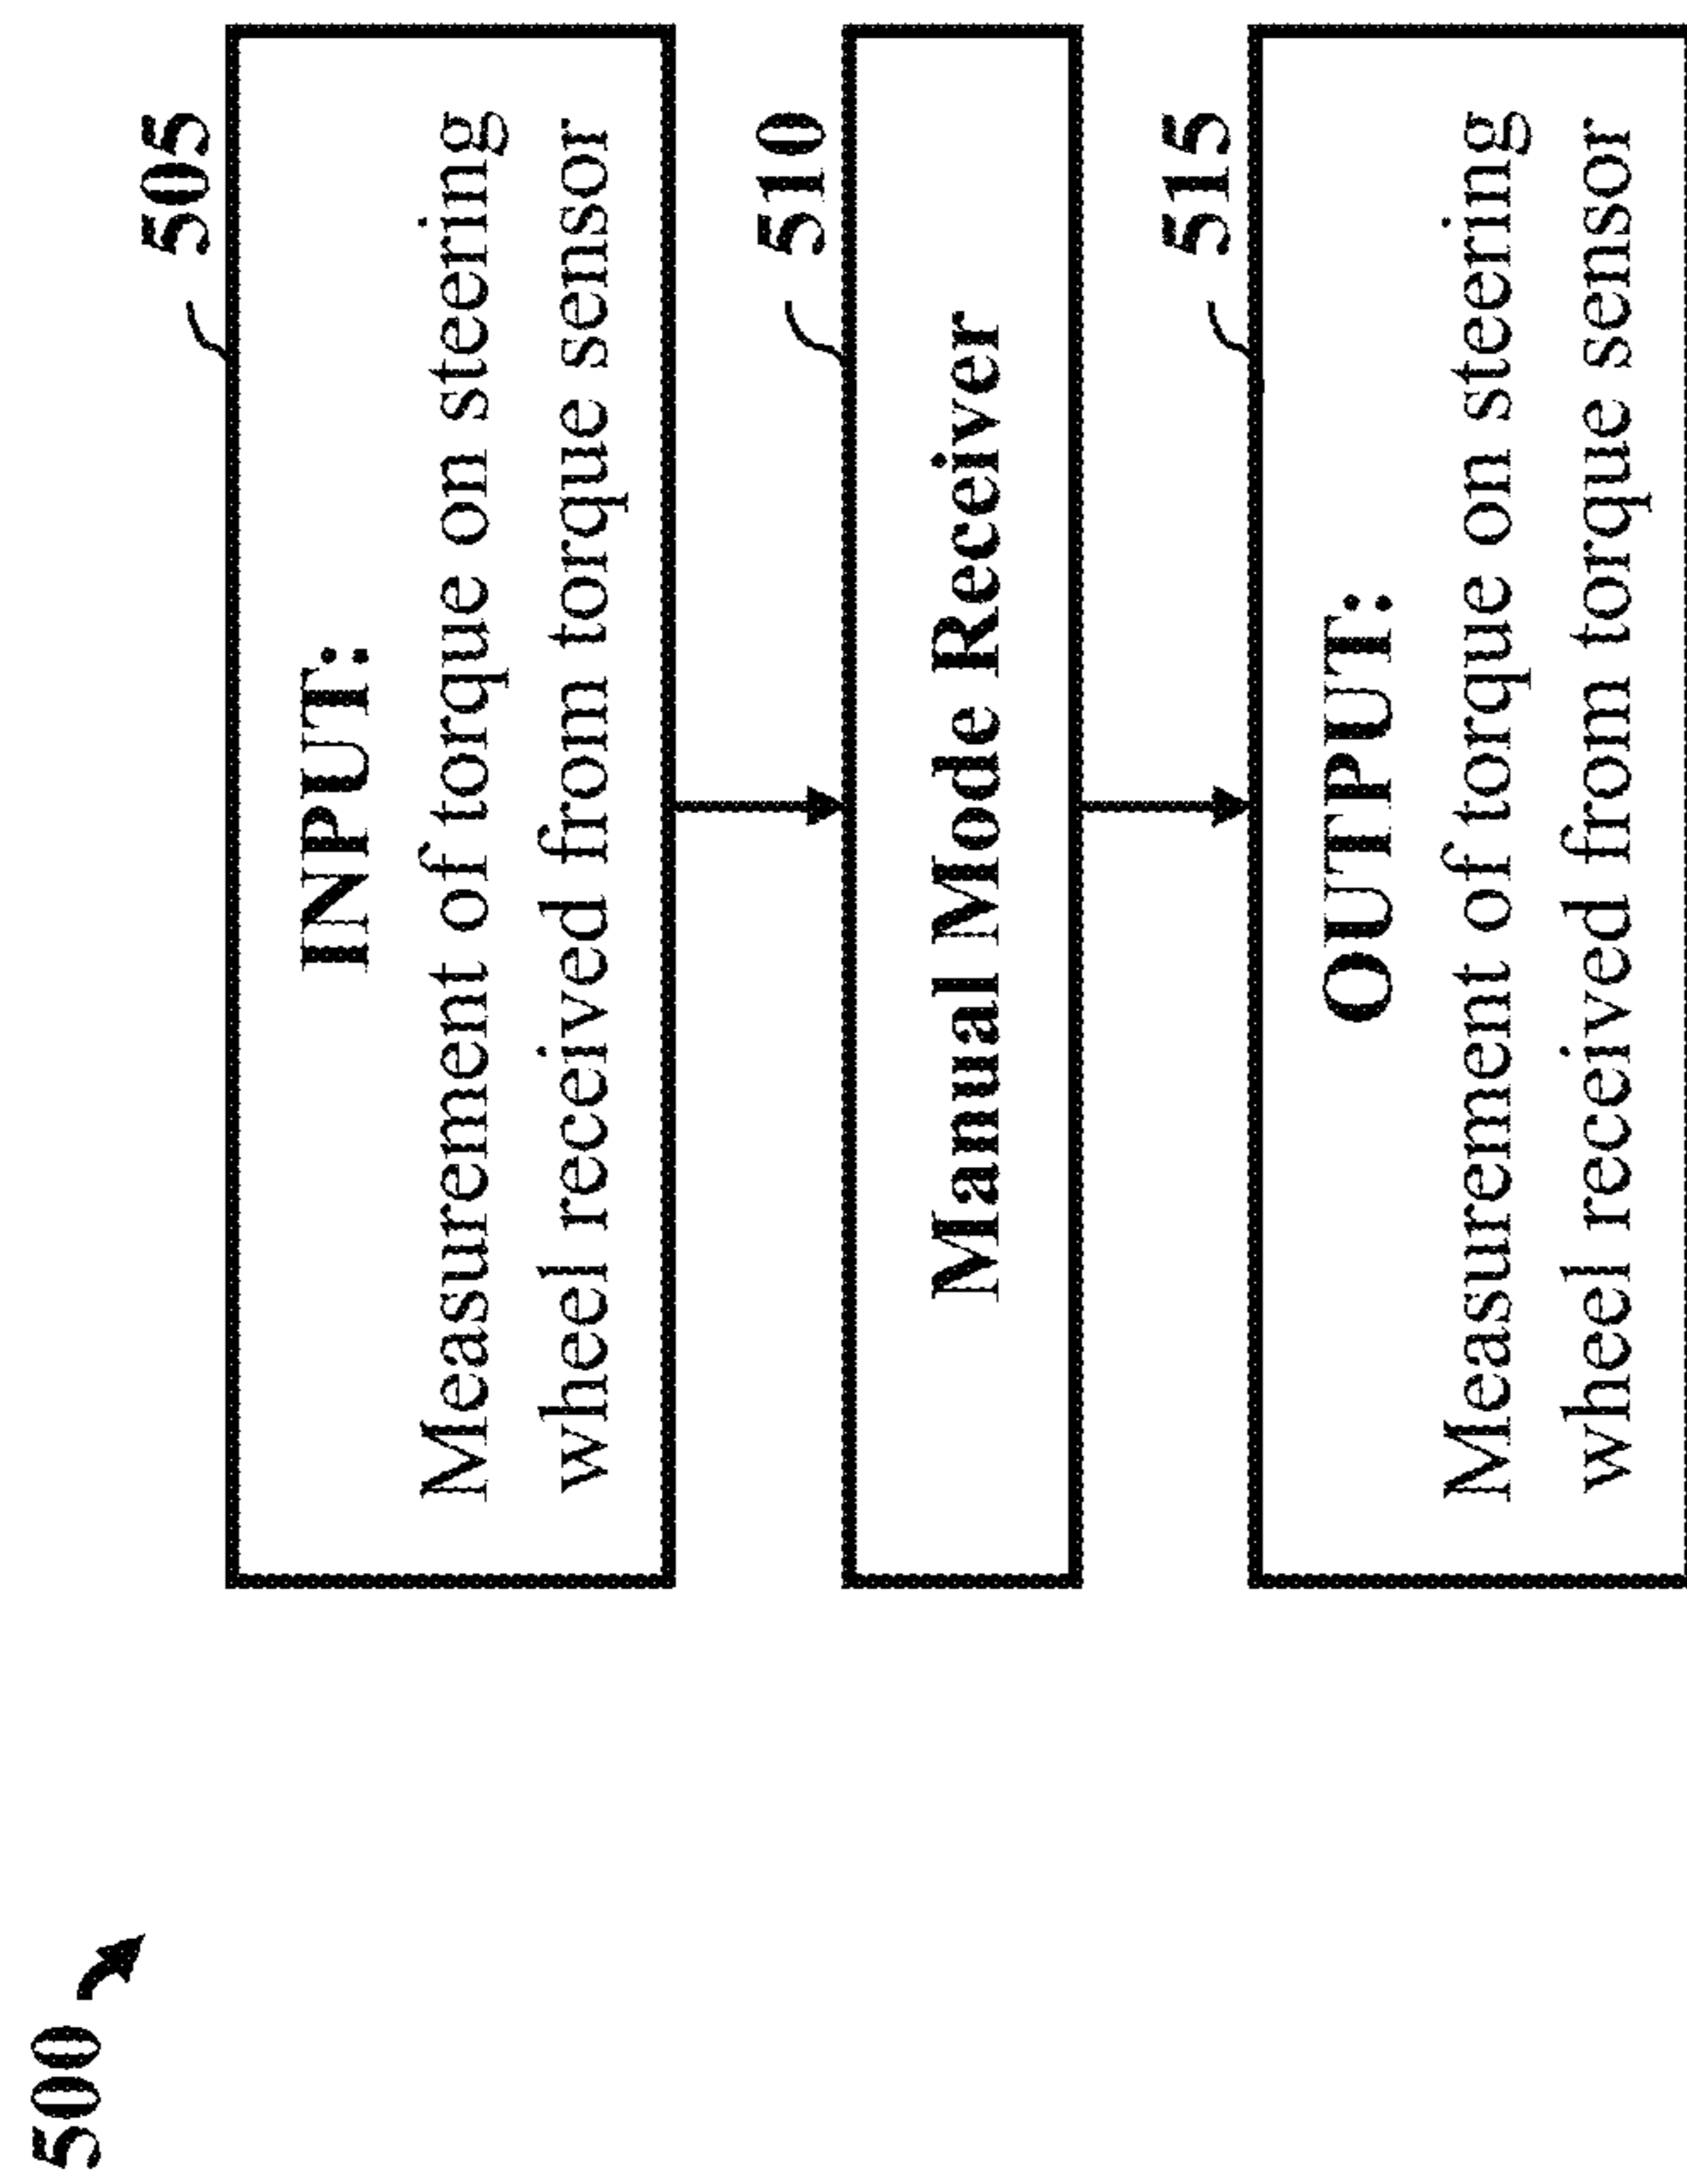 500
505
INPUT:
Measurement of torque on steering
wheel received from torque sensor
510
Manual Mode Receiver
515
OUTPUT:
Measurement of torque on steering
wheel received from torque sensor